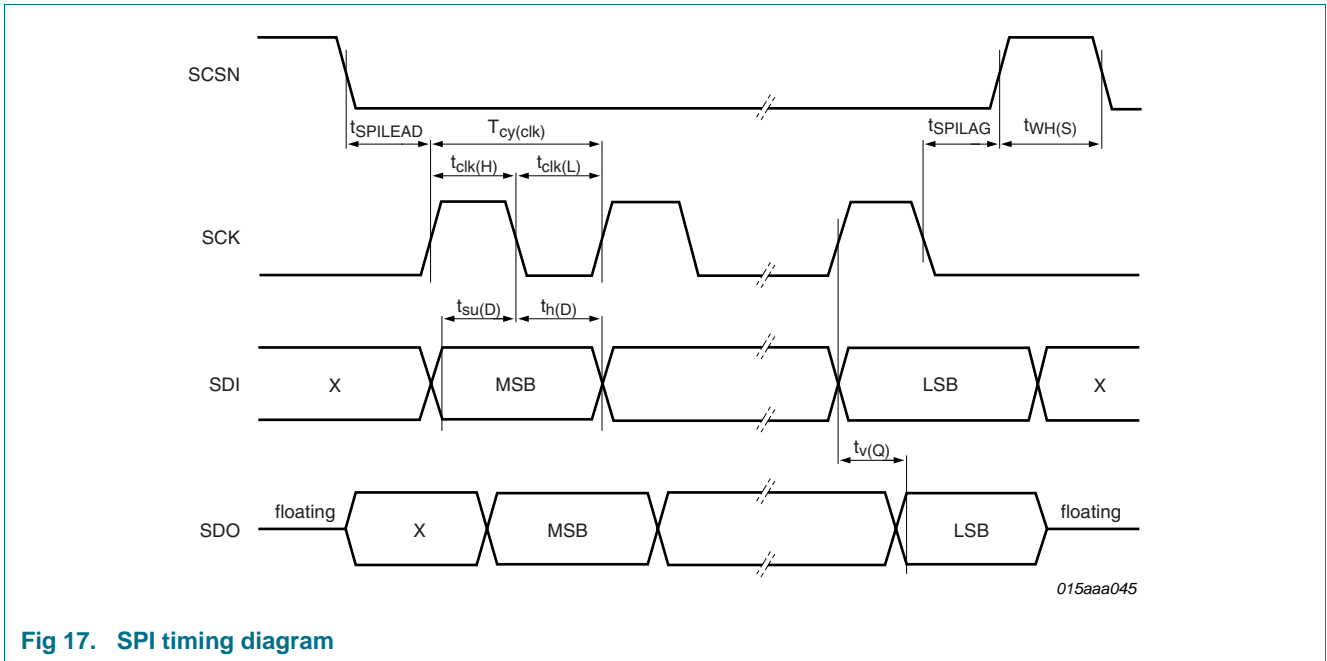 SCSN
tSPILEAD
Tcy(clk)
tSPILAG
tWH(S)
tclk(H)
tclk(L)
SCK
tsu(D)
th(D)
SDI
X
MSB
LSB
X
tv(Q)
SDO
floating
X
MSB
LSB
floating
015aaa045
Fig 17. SPI timing diagram